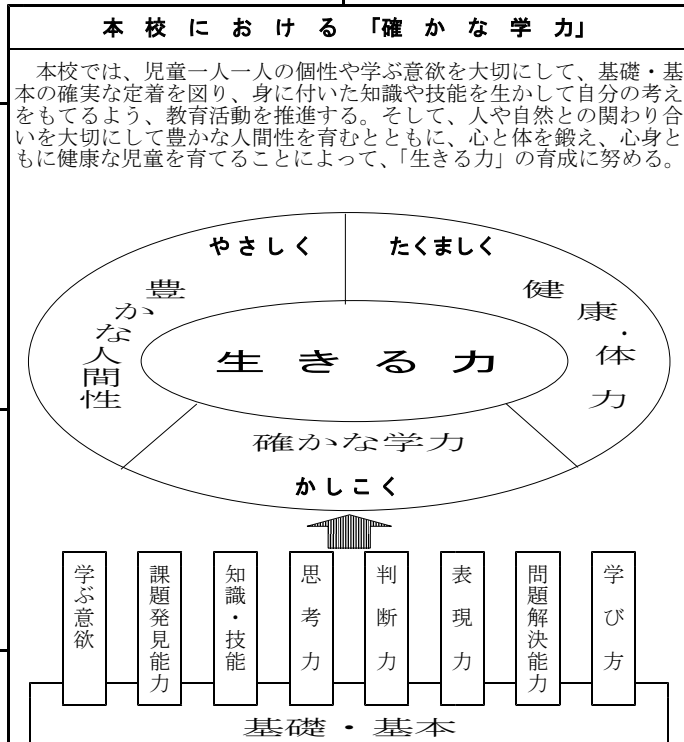 本校における「確かな学力」
本校では、児童一人一人の個性や学ぶ意欲を大切にして、基礎・基
本の確実な定着を図り、身に付いた知識や技能を生かして自分の考え
をもてるよう、教育活動を推進する。そして、人や自然との関わり合
いを大切にして豊かな人間性を育むとともに、心と体を鍛え、心身と
もに健康な児童を育てることによって、「生きる力」の育成に努める。
やさしく
たくましく
豊かな人間性
健康・体力
生きる力
確かな学力
かしこく
学ぶ意欲
課題発見能力
知識・技能
思考力
判断力
表現力
問題解決能力
学び方
基礎・基本